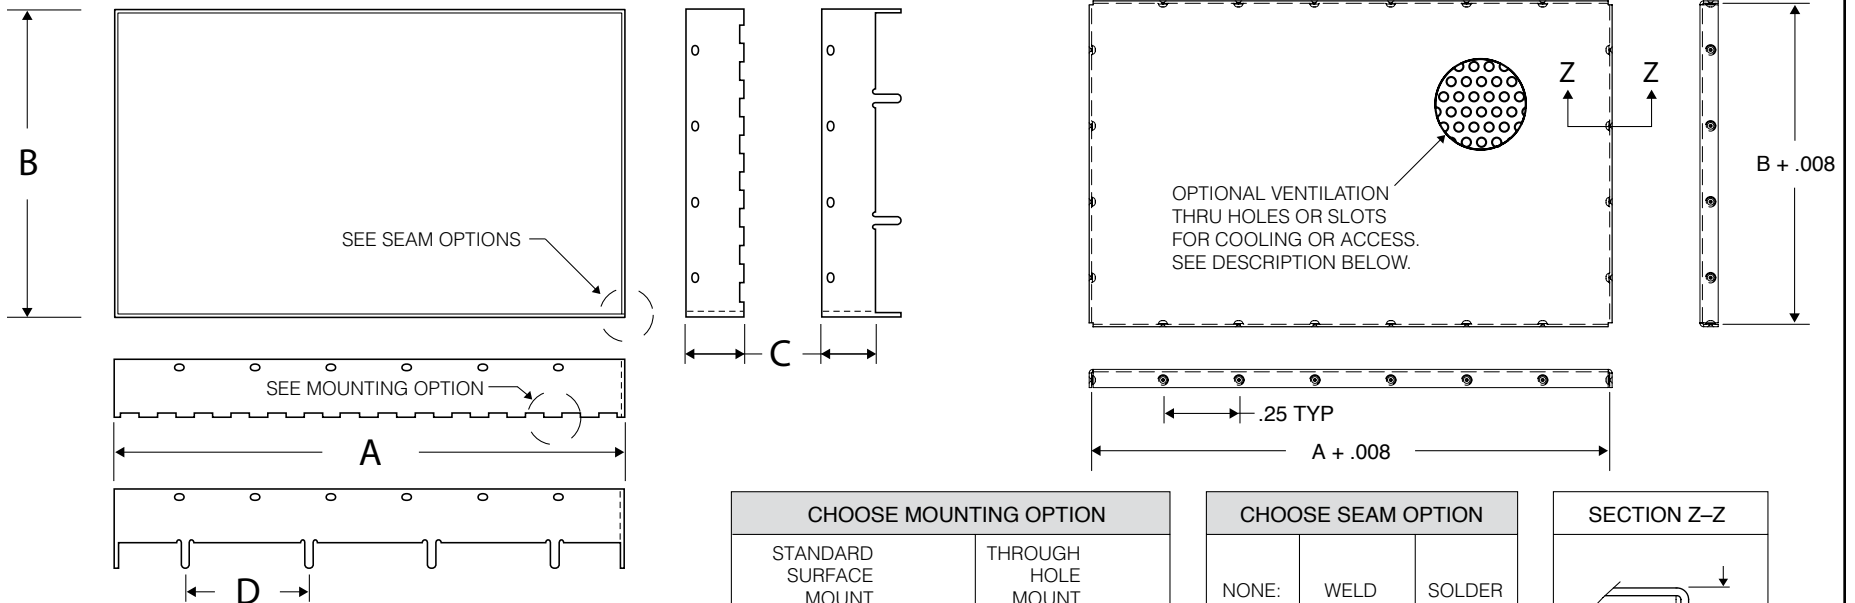 B
SEE SEAM OPTIONS
C
SEE MOUNTING OPTION
A
D
Z Z
OPTIONAL VENTILATION
THRU HOLES OR SLOTS
FOR COOLING OR ACCESS.
SEE DESCRIPTION BELOW.
B + .008
.25 TYP
A + .008
CHOOSE MOUNTING OPTION
STANDARD
SURFACE
MOUNT
THROUGH
HOLE
MOUNT
CHOOSE SEAM OPTION
NONE:
WELD
SOLDER
SECTION Z–Z